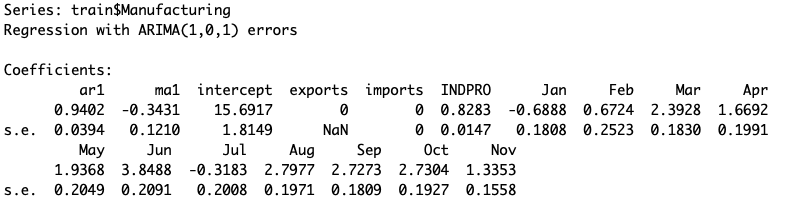 Series: train$Manufacturing
Regression with ARIMA(1,0,1) errors
Coefficients:
ar1 ma1 intercept exports imports INDPRO Jan Feb Mar Apr
0.9402 -0.3431 15.6917 0 0 0.8283 -0.6888 0.6724 2.3928 1.6692
s.e. 0.0394 0.1210 1.8149 NaN 0 0.0147 0.1808 0.2523 0.1830 0.1991
May Jun Jul Aug Sep Oct Nov
1.9368 3.8488 -0.3183 2.7977 2.7273 2.7304 1.3353
s.e. 0.2049 0.2091 0.2008 0.1971 0.1809 0.1927 0.1558